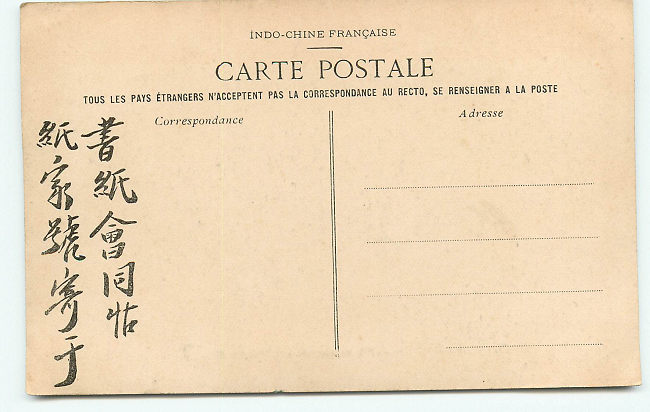 INDO-CHINE FRANÇAISE
CARTE POSTALE
TOUS LES PAYS ÉTRANGERS N'ACCEPTENT PAS LA CORRESPONDANCE AU RECTO, SE RENSEIGNER A LA POSTE
Correspondance
Adresse
書紙會同
紙家號寄于